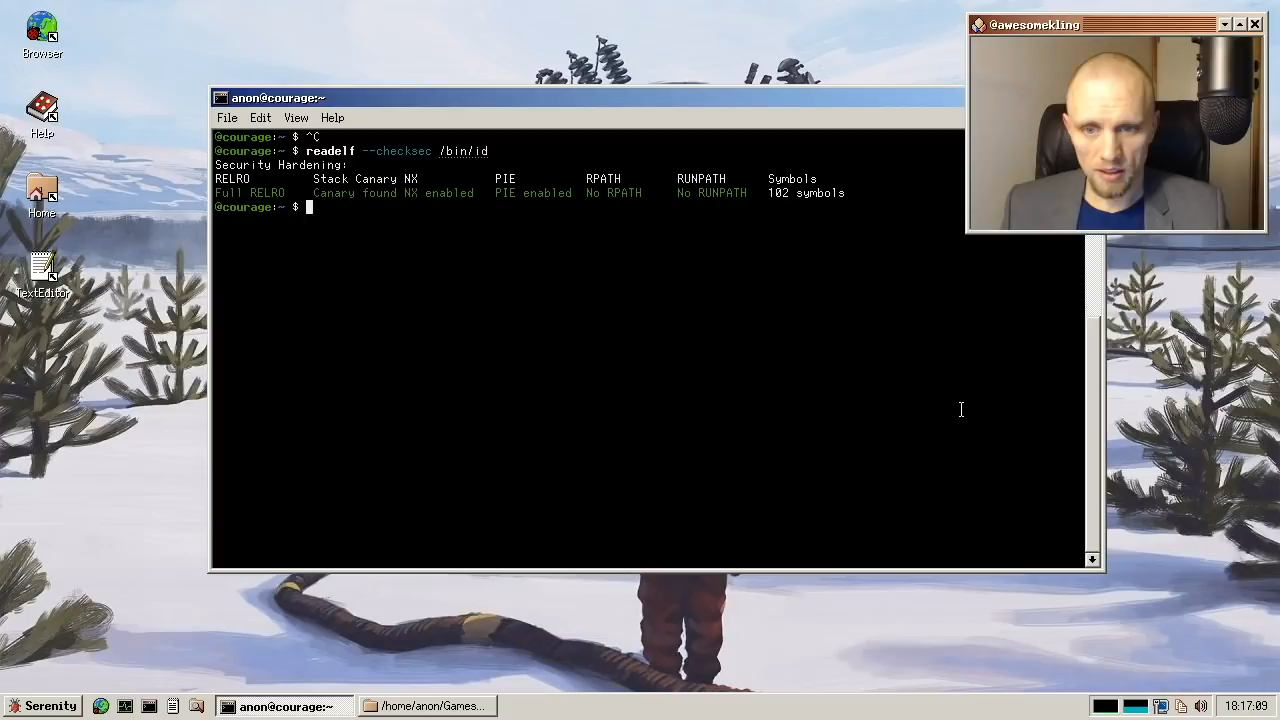 Browser
Help
Home
TextEditor
@awesomekling
anon@courage:~
File Edit View Help
@courage:~ $ ^C
@courage:~ $ readelf --checksec /bin/id
Security Hardening:
RELRO Stack Canary NX PIE RPATH RUNPATH Symbols
Full RELRO Canary found NX enabled PIE enabled No RPATH No RUNPATH 102 symbols
@courage:~ $
Serenity
anon@courage:~
/home/anon/Games...
18:17:09